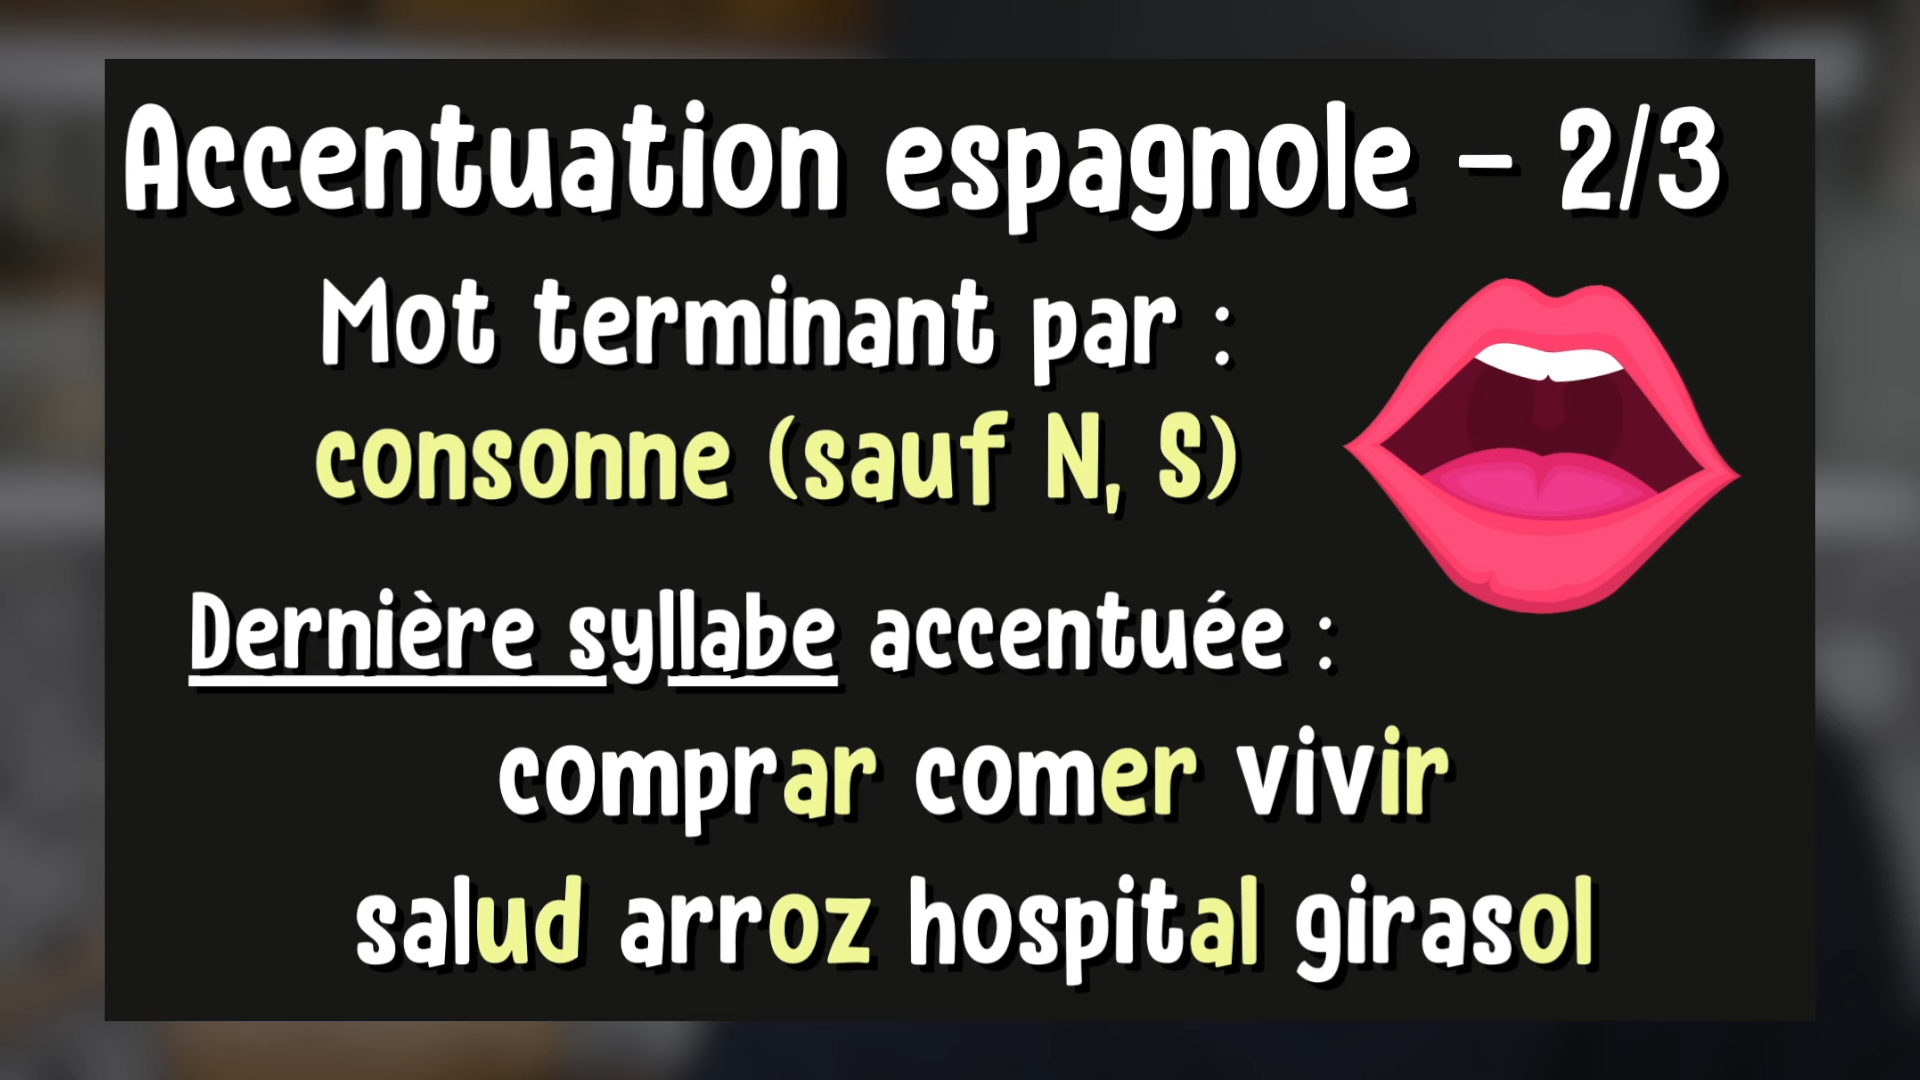 Accentuation espagnole - 2/3
Mot terminant par :
consonne (sauf N, S)
Dernière syllabe accentuée :
comprar comer vivir
salud arroz hospital girasol